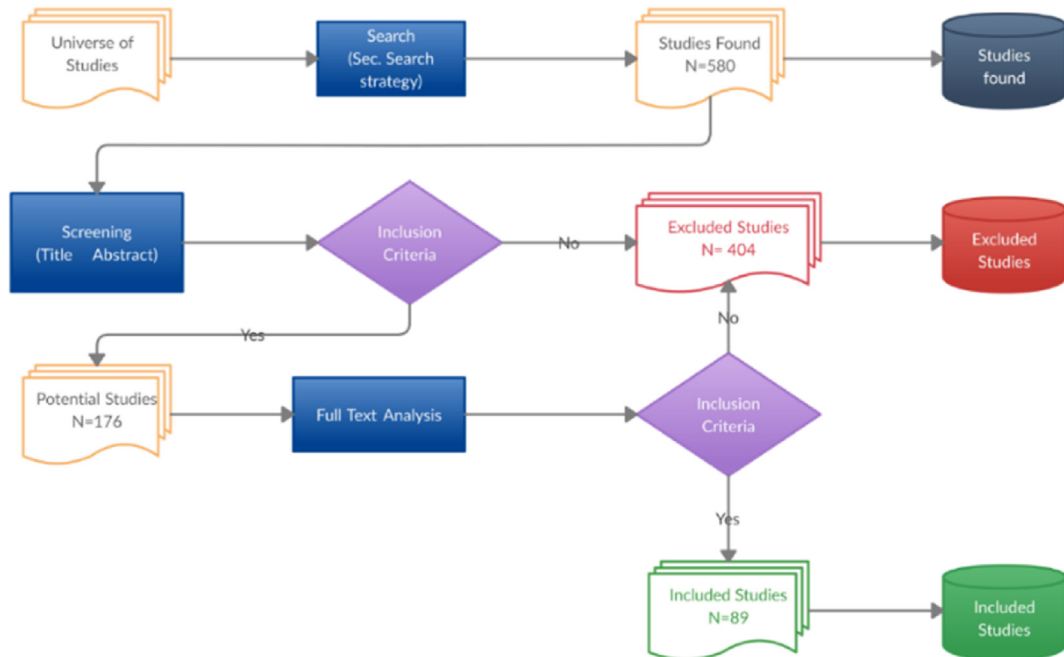 Universe of
Studies
Search
(Sec. Search
strategy)
Studies Found
N=580
Studies
found
Screening
(Title Abstract)
Inclusion
Criteria
No
Excluded Studies
N= 404
Excluded
Studies
Yes
No
Potential Studies
N=176
Full Text Analysis
Inclusion
Criteria
Yes
Included Studies
N=89
Included
Studies